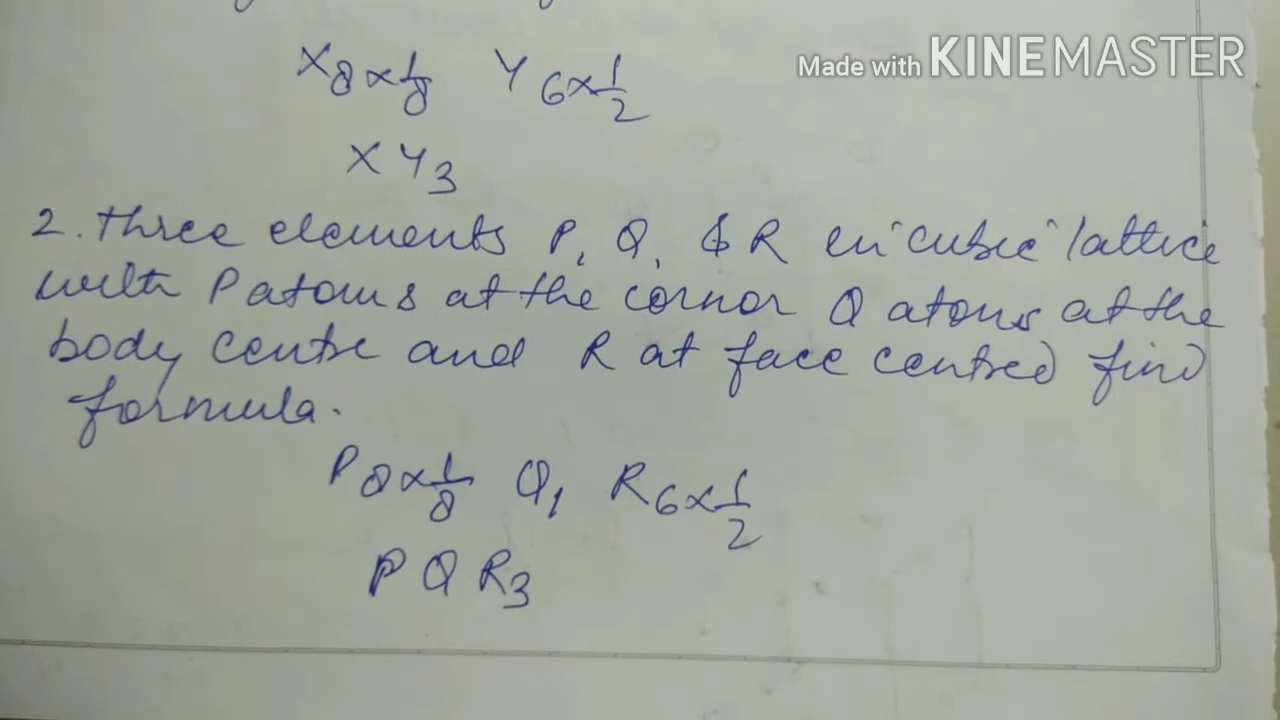 X8×1/8 Y6×1/2
Made with KINEMASTER
XY3
2. Three elements P, Q, & R in "cubic" lattice
with P atoms at the cornor Q atoms at the
body centre and R at face centred find
formula.
P8×1/8 Q1 R6×1/2
PQR3